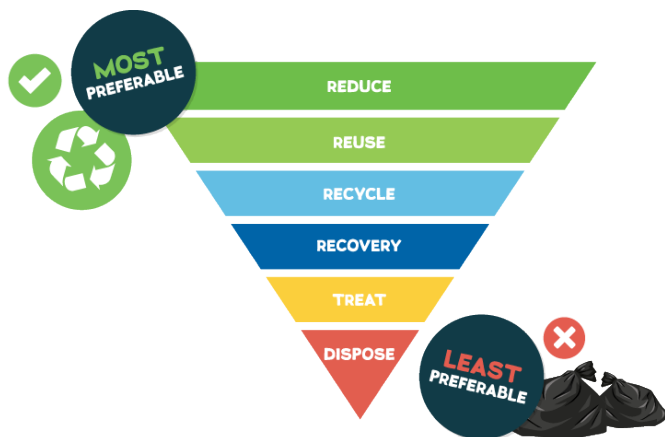 MOST
PREFERABLE
REDUCE
REUSE
RECYCLE
RECOVERY
TREAT
DISPOSE
LEAST
PREFERABLE